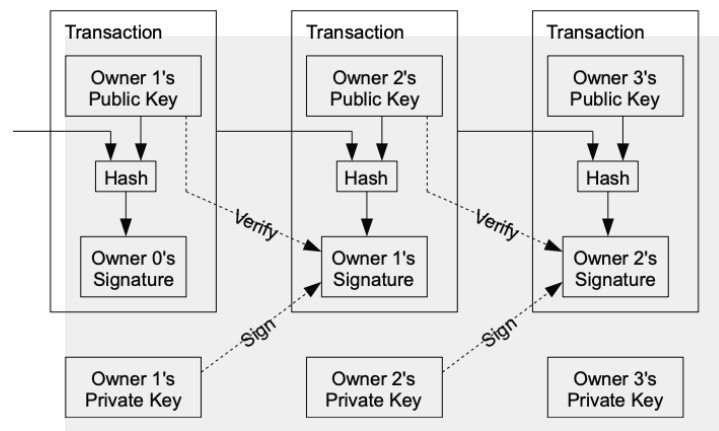 Transaction
Owner 1's
Public Key
Hash
Owner 0's
Signature
Transaction
Owner 2's
Public Key
Hash
Verify
Owner 1's
Signature
Transaction
Owner 3's
Public Key
Hash
Verify
Owner 2's
Signature
Owner 1's
Private Key
Sign
Owner 2's
Private Key
Sign
Owner 3's
Private Key